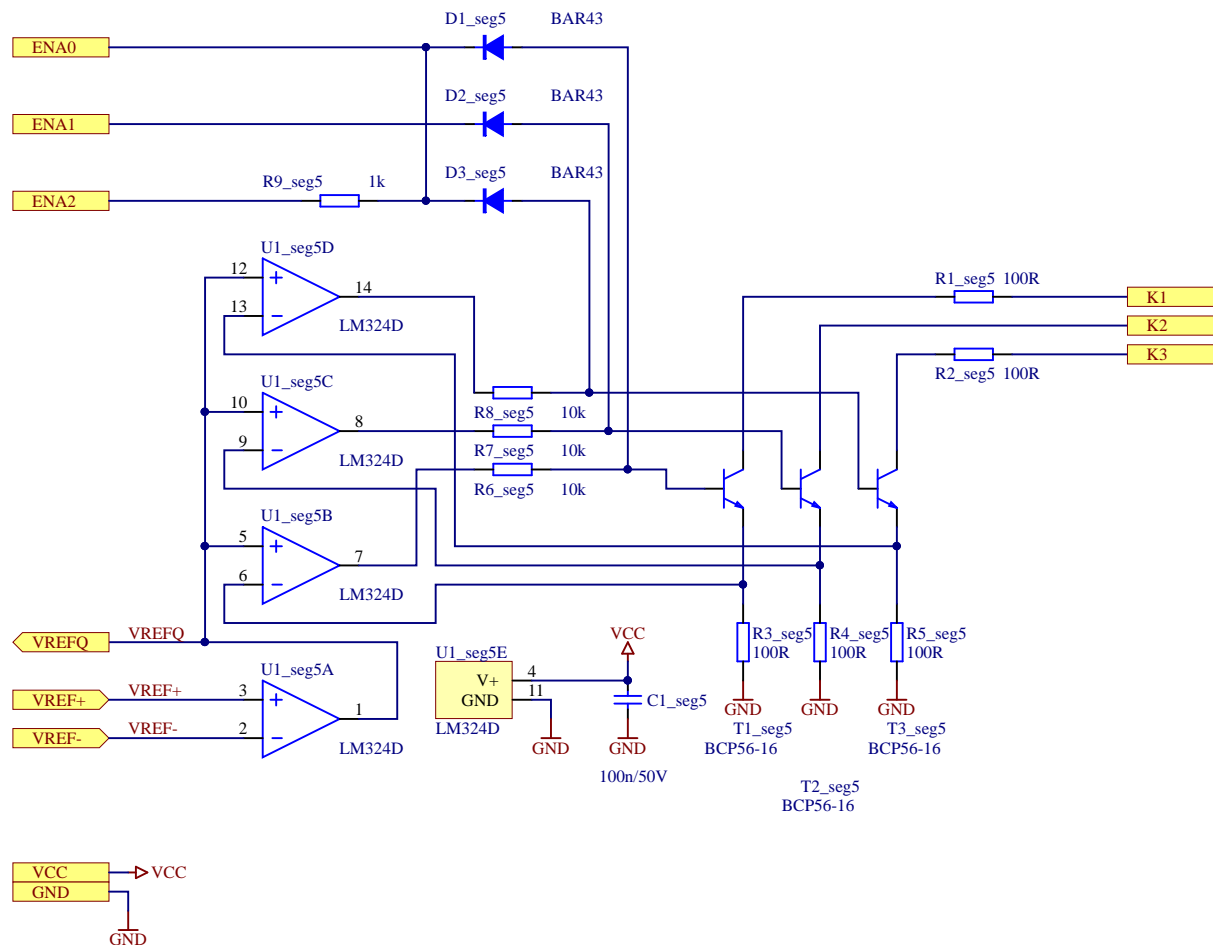 D1_seg5 BAR43
ENA0
D2_seg5 BAR43
ENA1
D3_seg5 BAR43
R9_seg5 1k
ENA2
U1_seg5D
12
+
14
13
−
LM324D
R1_seg5 100R
K1
K2
K3
R2_seg5 100R
U1_seg5C
10
+
8
9
−
LM324D
R8_seg5 10k
R7_seg5 10k
R6_seg5 10k
U1_seg5B
5
+
7
6
−
LM324D
VREFQ VREFQ
U1_seg5A
VREF+ VREF+ 3
+
1
VREF- VREF- 2
−
LM324D
U1_seg5E
V+ 4
GND 11
LM324D
GND
VCC
C1_seg5
GND
100n/50V
R3_seg5 R4_seg5 R5_seg5
100R 100R 100R
GND GND GND
T1_seg5 T3_seg5
BCP56-16 BCP56-16
T2_seg5
BCP56-16
VCC VCC
GND
GND